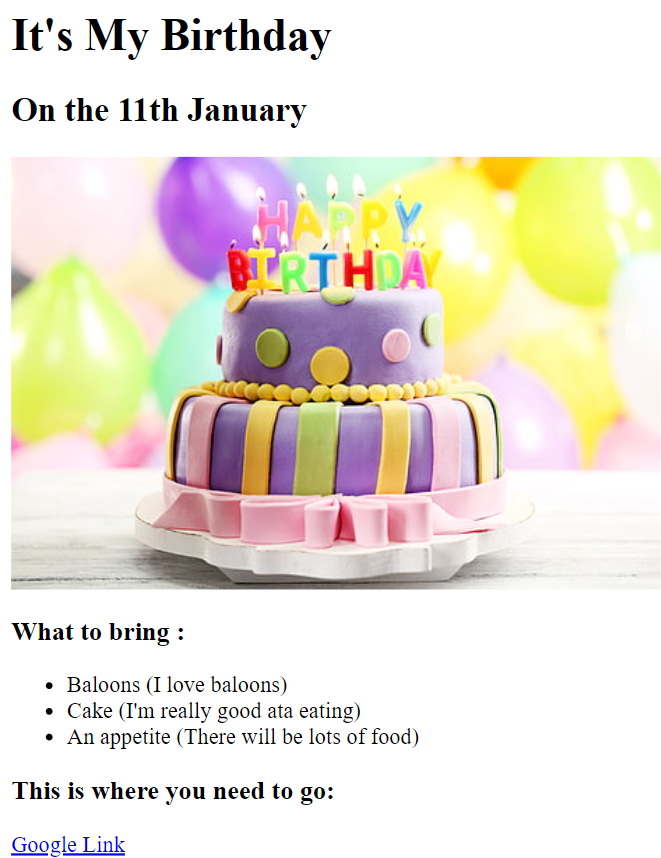 It's My Birthday
On the 11th January
HAPPY
BIRTHDAY
What to bring :
Baloons (I love baloons)
Cake (I'm really good ata eating)
An appetite (There will be lots of food)
This is where you need to go:
Google Link